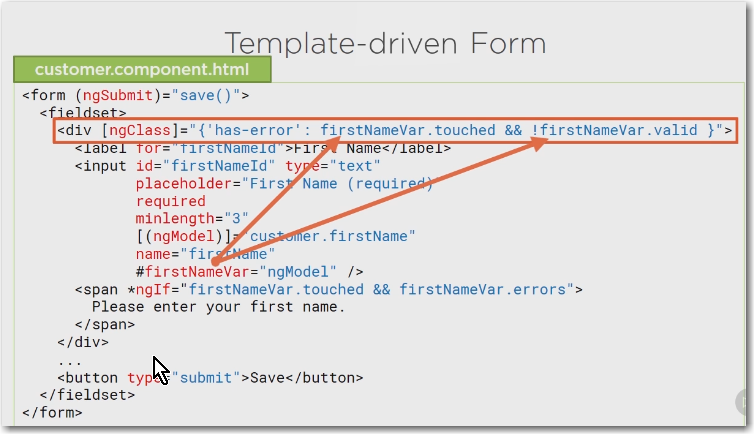 Template-driven Form
customer.component.html
<form (ngSubmit)="save()">
<fieldset>
<div [ngClass]="{'has-error': firstNameVar.touched && !firstNameVar.valid }">
<label for="firstNameId">First Name</label>
<input id="firstNameId" type="text"
placeholder="First Name (required)"
required
minlength="3"
[(ngModel)]="customer.firstName"
name="firstName"
#firstNameVar="ngModel" />
<span *ngIf="firstNameVar.touched && firstNameVar.errors">
Please enter your first name.
</span>
</div>
...
<button type="submit">Save</button>
</fieldset>
</form>